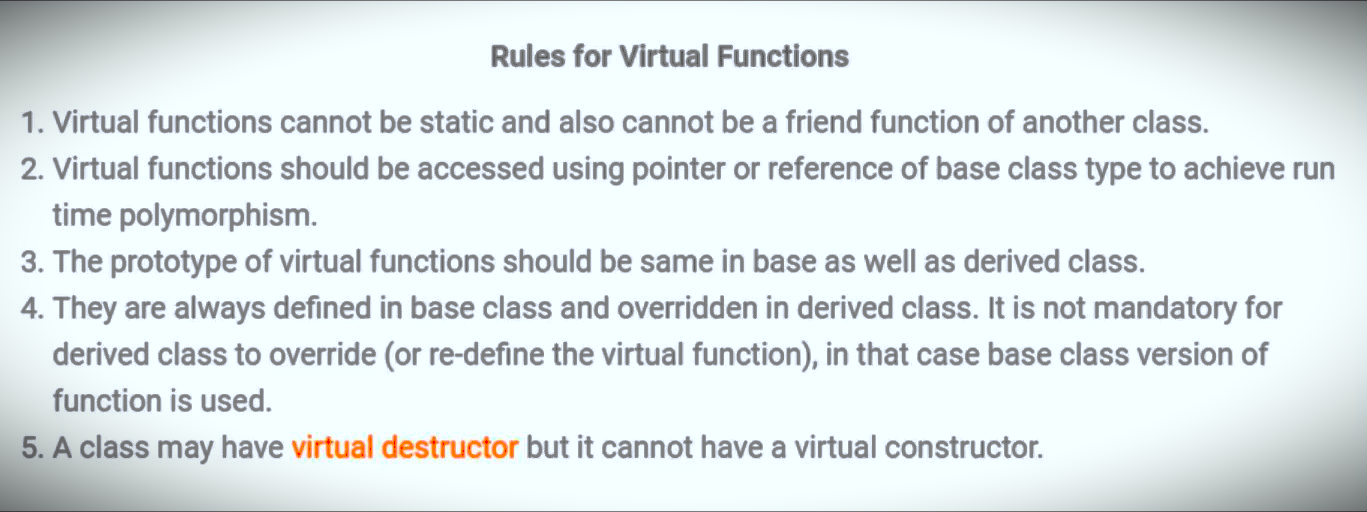 Rules for Virtual Functions
1. Virtual functions cannot be static and also cannot be a friend function of another class.
2. Virtual functions should be accessed using pointer or reference of base class type to achieve run
time polymorphism.
3. The prototype of virtual functions should be same in base as well as derived class.
4. They are always defined in base class and overridden in derived class. It is not mandatory for
derived class to override (or re-define the virtual function), in that case base class version of
function is used.
5. A class may have virtual destructor but it cannot have a virtual constructor.